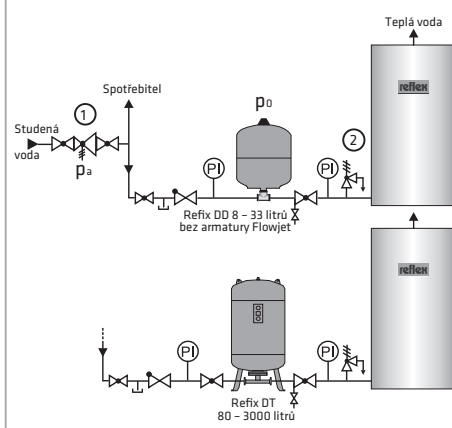 Teplá voda
reflex
Spotřebitel
1
Studená
voda
pa
p0
PI
PI
2
Refix DD 8 – 33 litrů
bez armatury Flowjet
reflex
PI
PI
Refix DT
80 – 3000 litrů